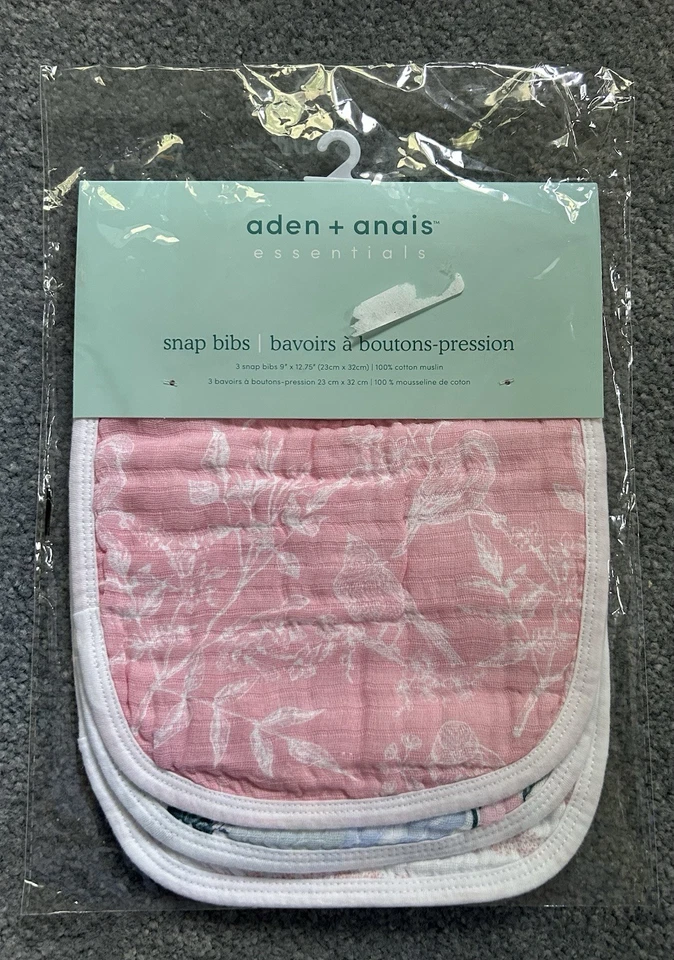 aden + anais™
essentials
snap bibs | bavoirs à boutons-pression
3 snap bibs 9" x 12.75" (23cm x 32cm) | 100% cotton muslin
3 bavoirs à boutons-pression 23 cm x 32 cm | 100 % mousseline de coton